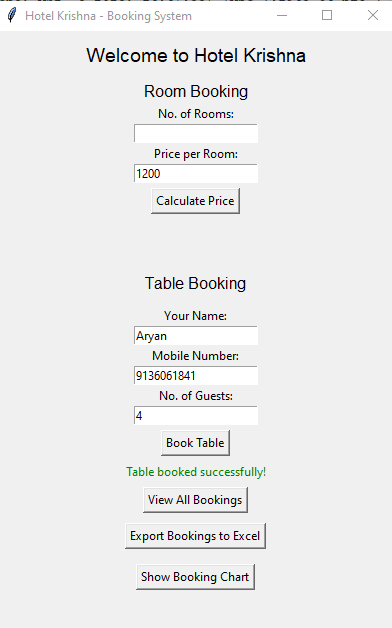 Hotel Krishna - Booking System
Welcome to Hotel Krishna
Room Booking
No. of Rooms:
Price per Room:
1200
Calculate Price
Table Booking
Your Name:
Aryan
Mobile Number:
9136061841
No. of Guests:
4
Book Table
Table booked successfully!
View All Bookings
Export Bookings to Excel
Show Booking Chart